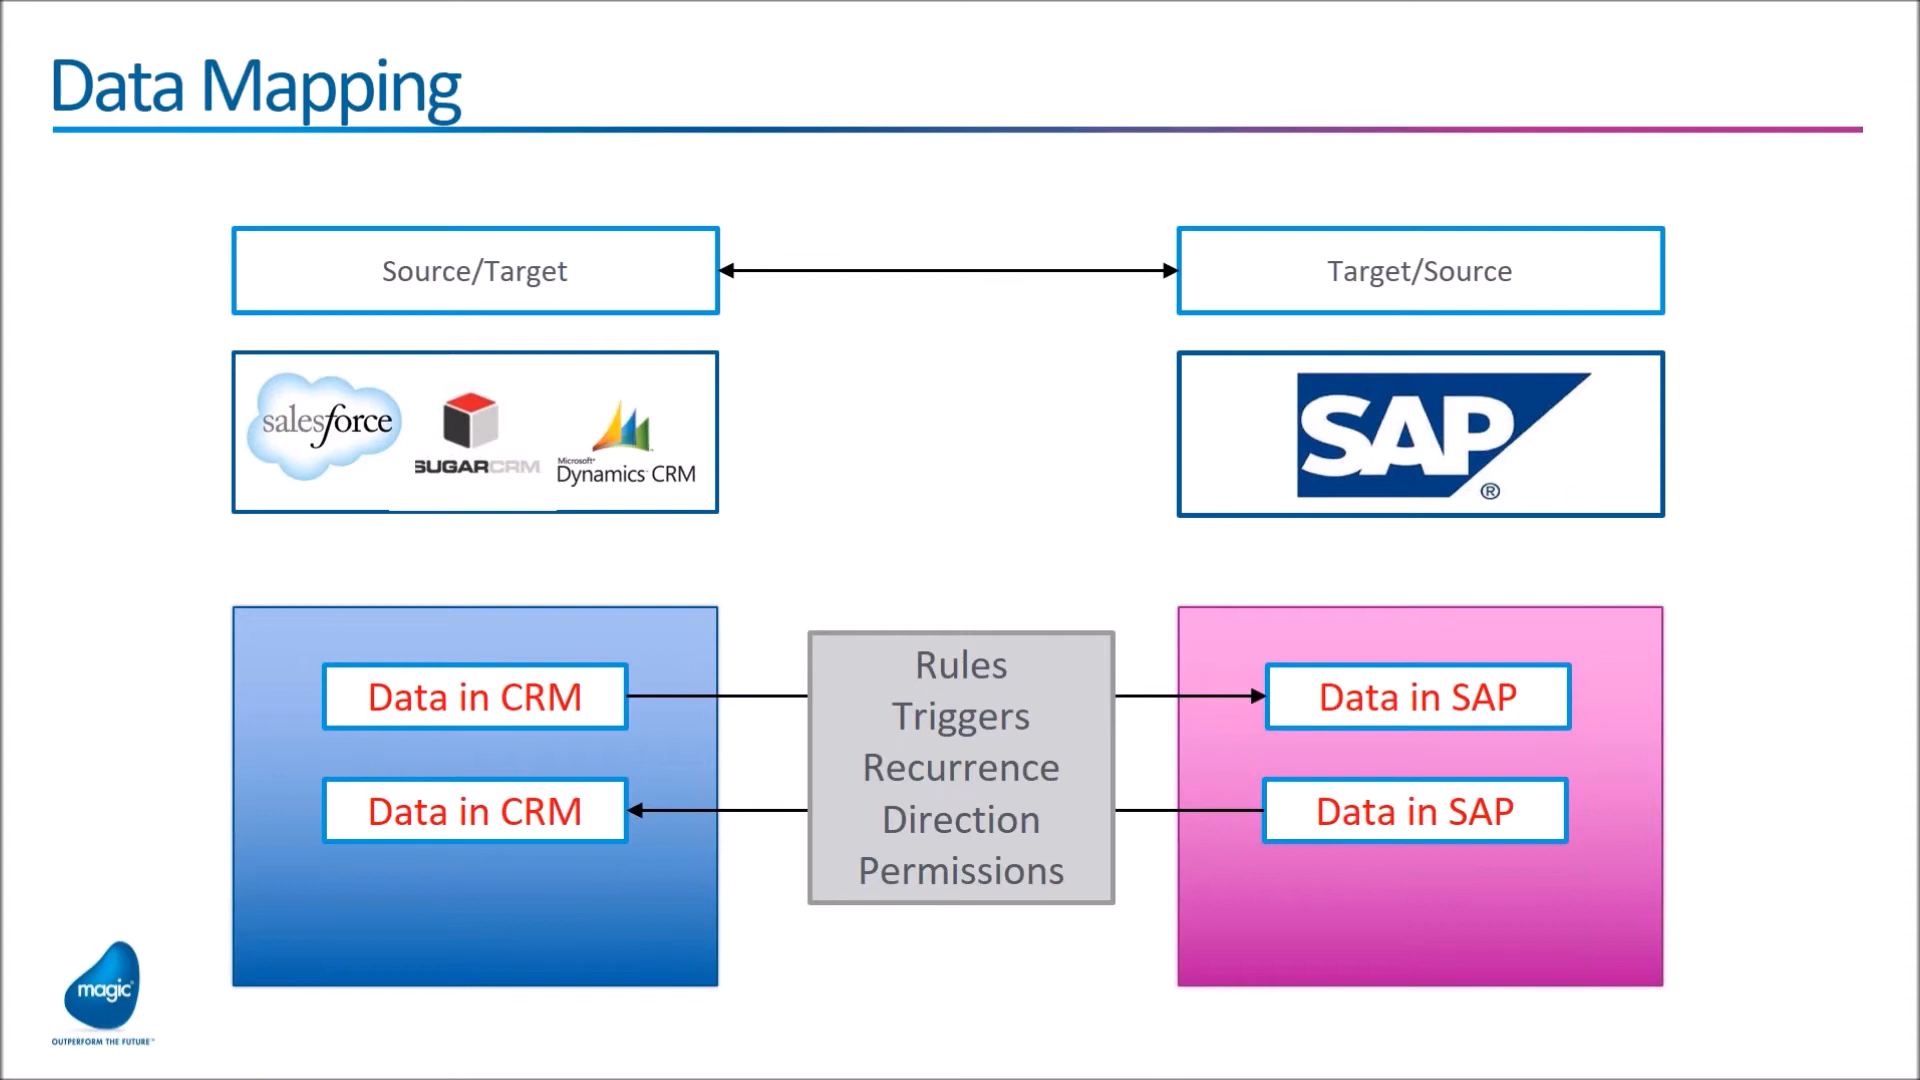 Data Mapping
Source/Target
Target/Source
salesforce
SUGARCRM
Microsoft®
Dynamics CRM
SAP
®
Data in CRM
Data in CRM
Rules
Triggers
Recurrence
Direction
Permissions
Data in SAP
Data in SAP
magic®
OUTPERFORM THE FUTURE™